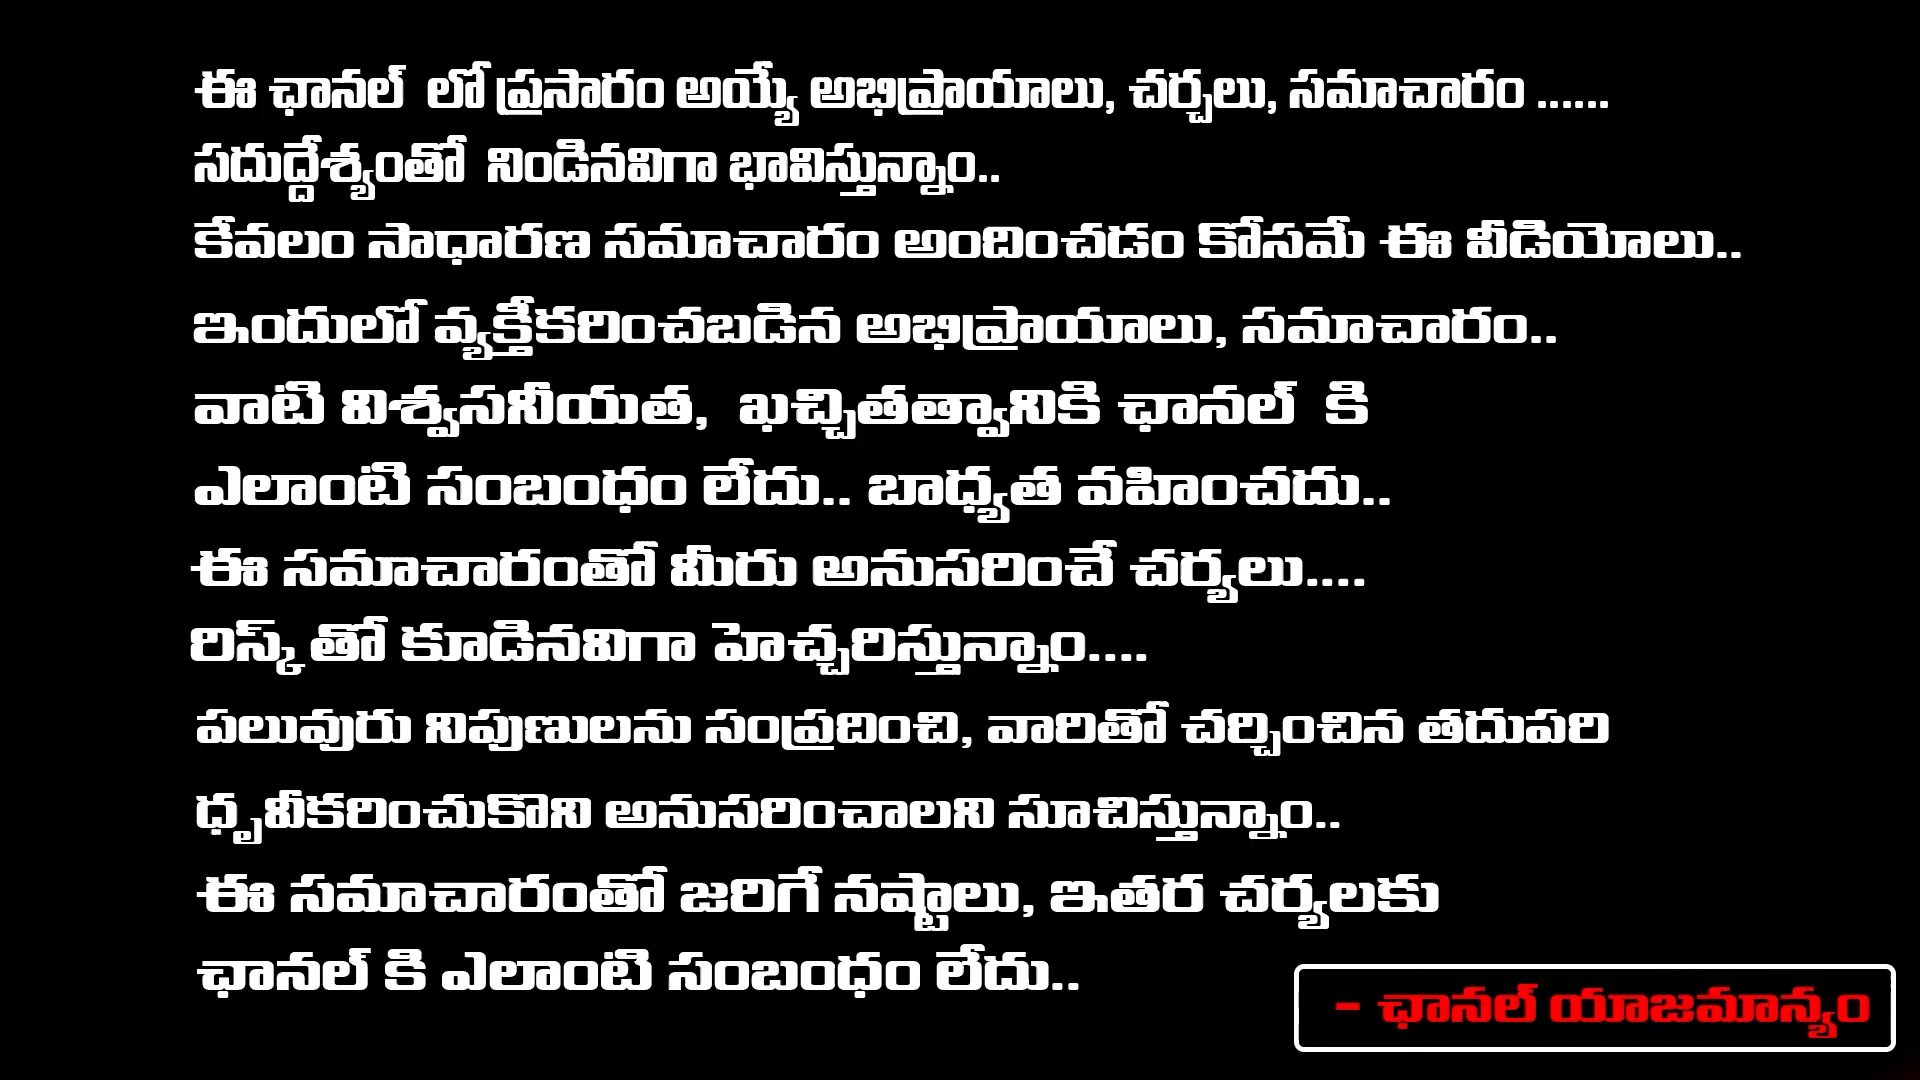 ఈ ఛానల్ లో ప్రసారం అయ్యే అభిప్రాయాలు, చర్చలు, సమాచారం ......
సదుద్దేశ్యంతో నిండినవిగా భావిస్తున్నాం..
కేవలం సాధారణ సమాచారం అందించడం కోసమే ఈ వీడియోలు..
ఇందులో వ్యక్తీకరించబడిన అభిప్రాయాలు, సమాచారం..
వాటి విశ్వసనీయత, ఖచ్చితత్వానికి ఛానల్ కి
ఎలాంటి సంబంధం లేదు.. బాధ్యత వహించదు..
ఈ సమాచారంతో మీరు అనుసరించే చర్యలు....
రిస్క్ తో కూడినవిగా హెచ్చరిస్తున్నాం....
పలువురు నిపుణులను సంప్రదించి, వారితో చర్చించిన తదుపరి
ధృవీకరించుకొని అనుసరించాలని సూచిస్తున్నాం..
ఈ సమాచారంతో జరిగే నష్టాలు, ఇతర చర్యలకు
ఛానల్ కి ఎలాంటి సంబంధం లేదు..
- ఛానల్ యాజమాన్యం